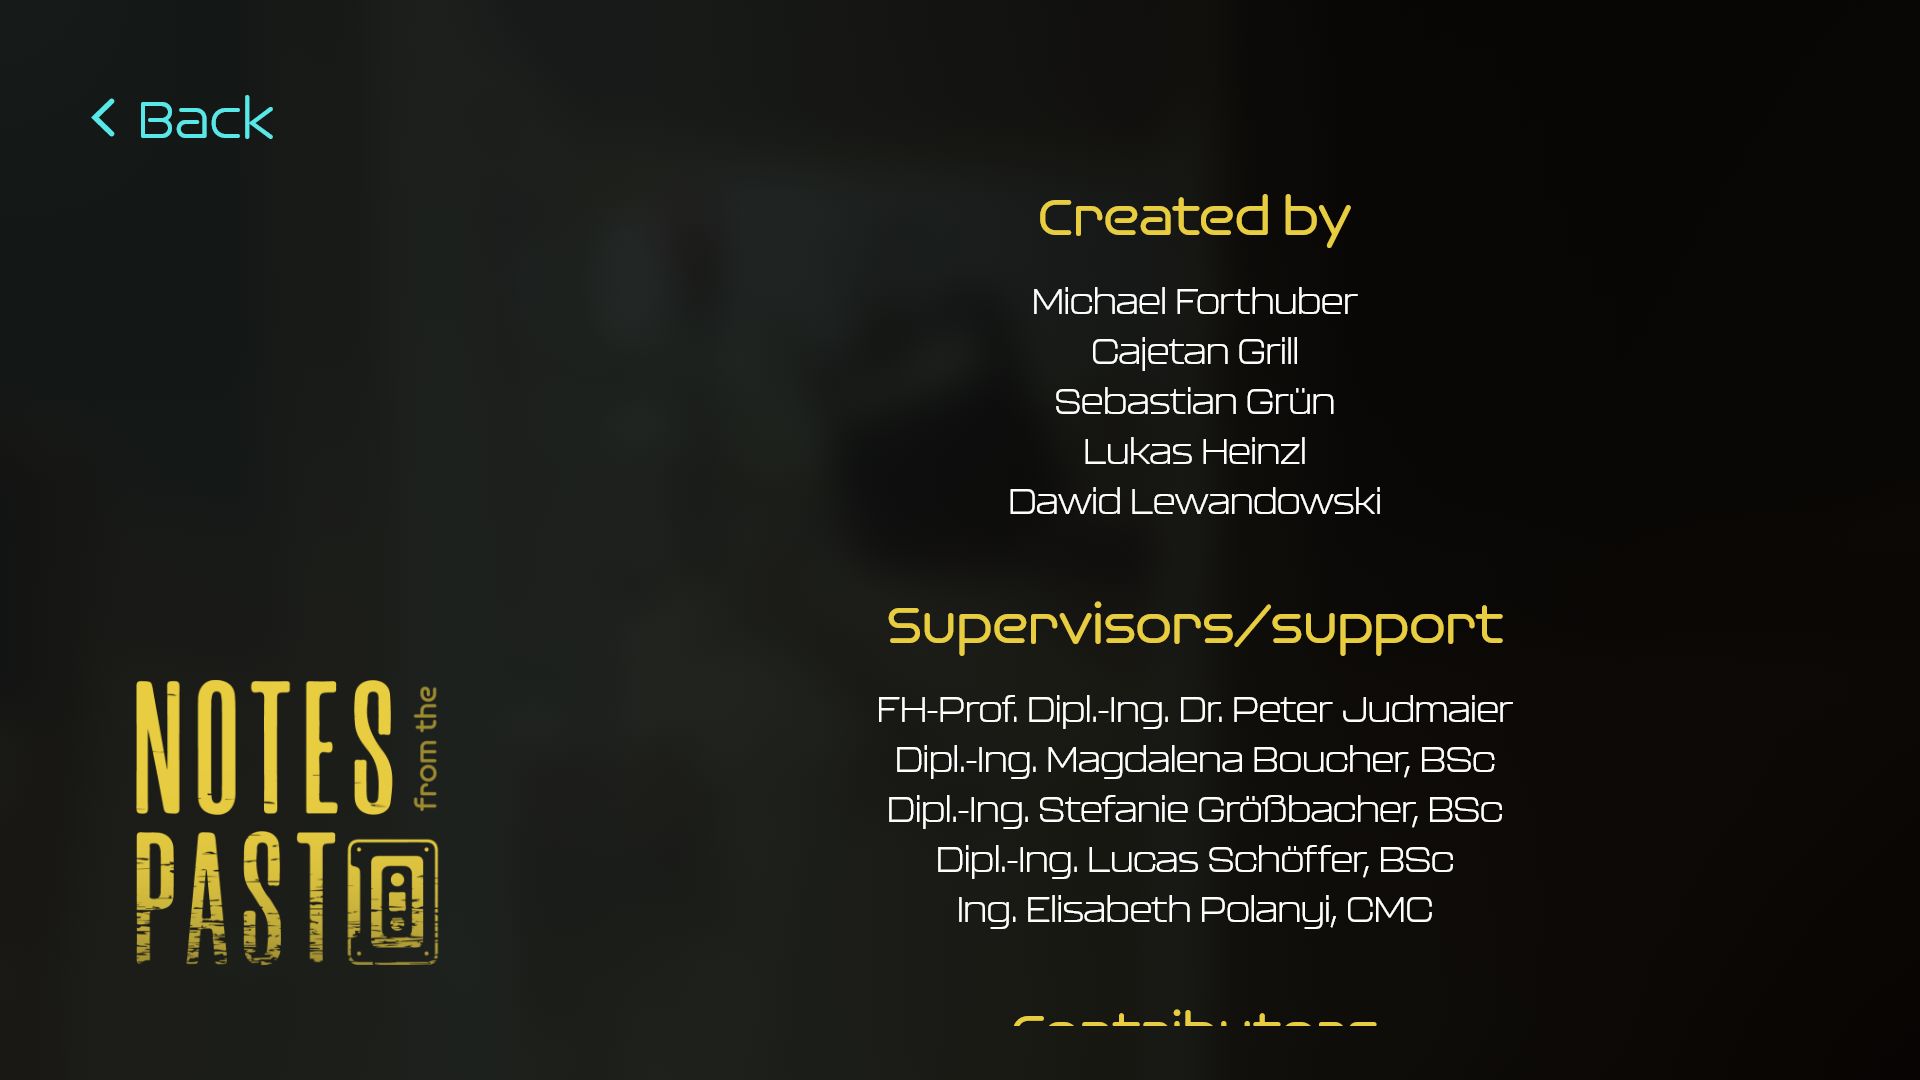 < Back
Created by
Michael Forthuber
Cajetan Grill
Sebastian Grün
Lukas Heinzl
Dawid Lewandowski
Supervisors/support
FH-Prof. Dipl.-Ing. Dr. Peter Judmaier
Dipl.-Ing. Magdalena Boucher, BSc
Dipl.-Ing. Stefanie Größbacher, BSc
Dipl.-Ing. Lucas Schöffer, BSc
Ing. Elisabeth Polanyi, CMC
Contributors
NOTES
from the
PAST